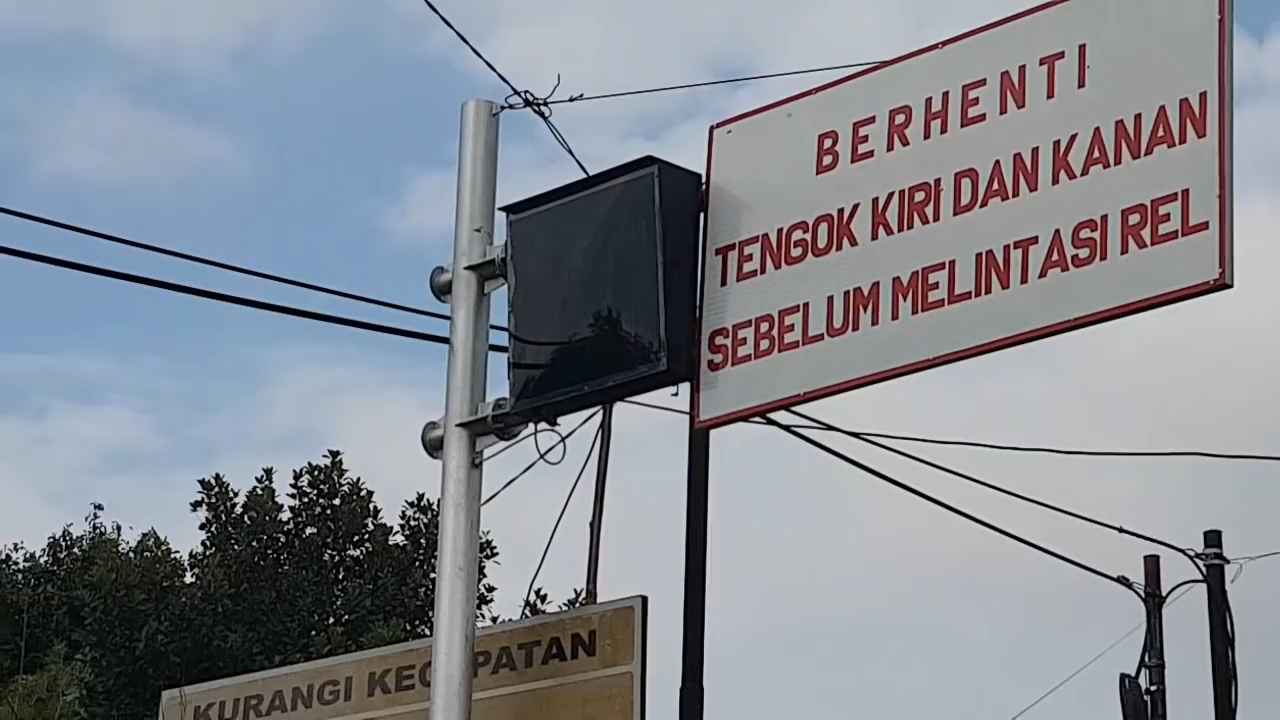 BERHENTI
TENGOK KIRI DAN KANAN
SEBELUM MELINTASI REL
KURANGI KECEPATAN